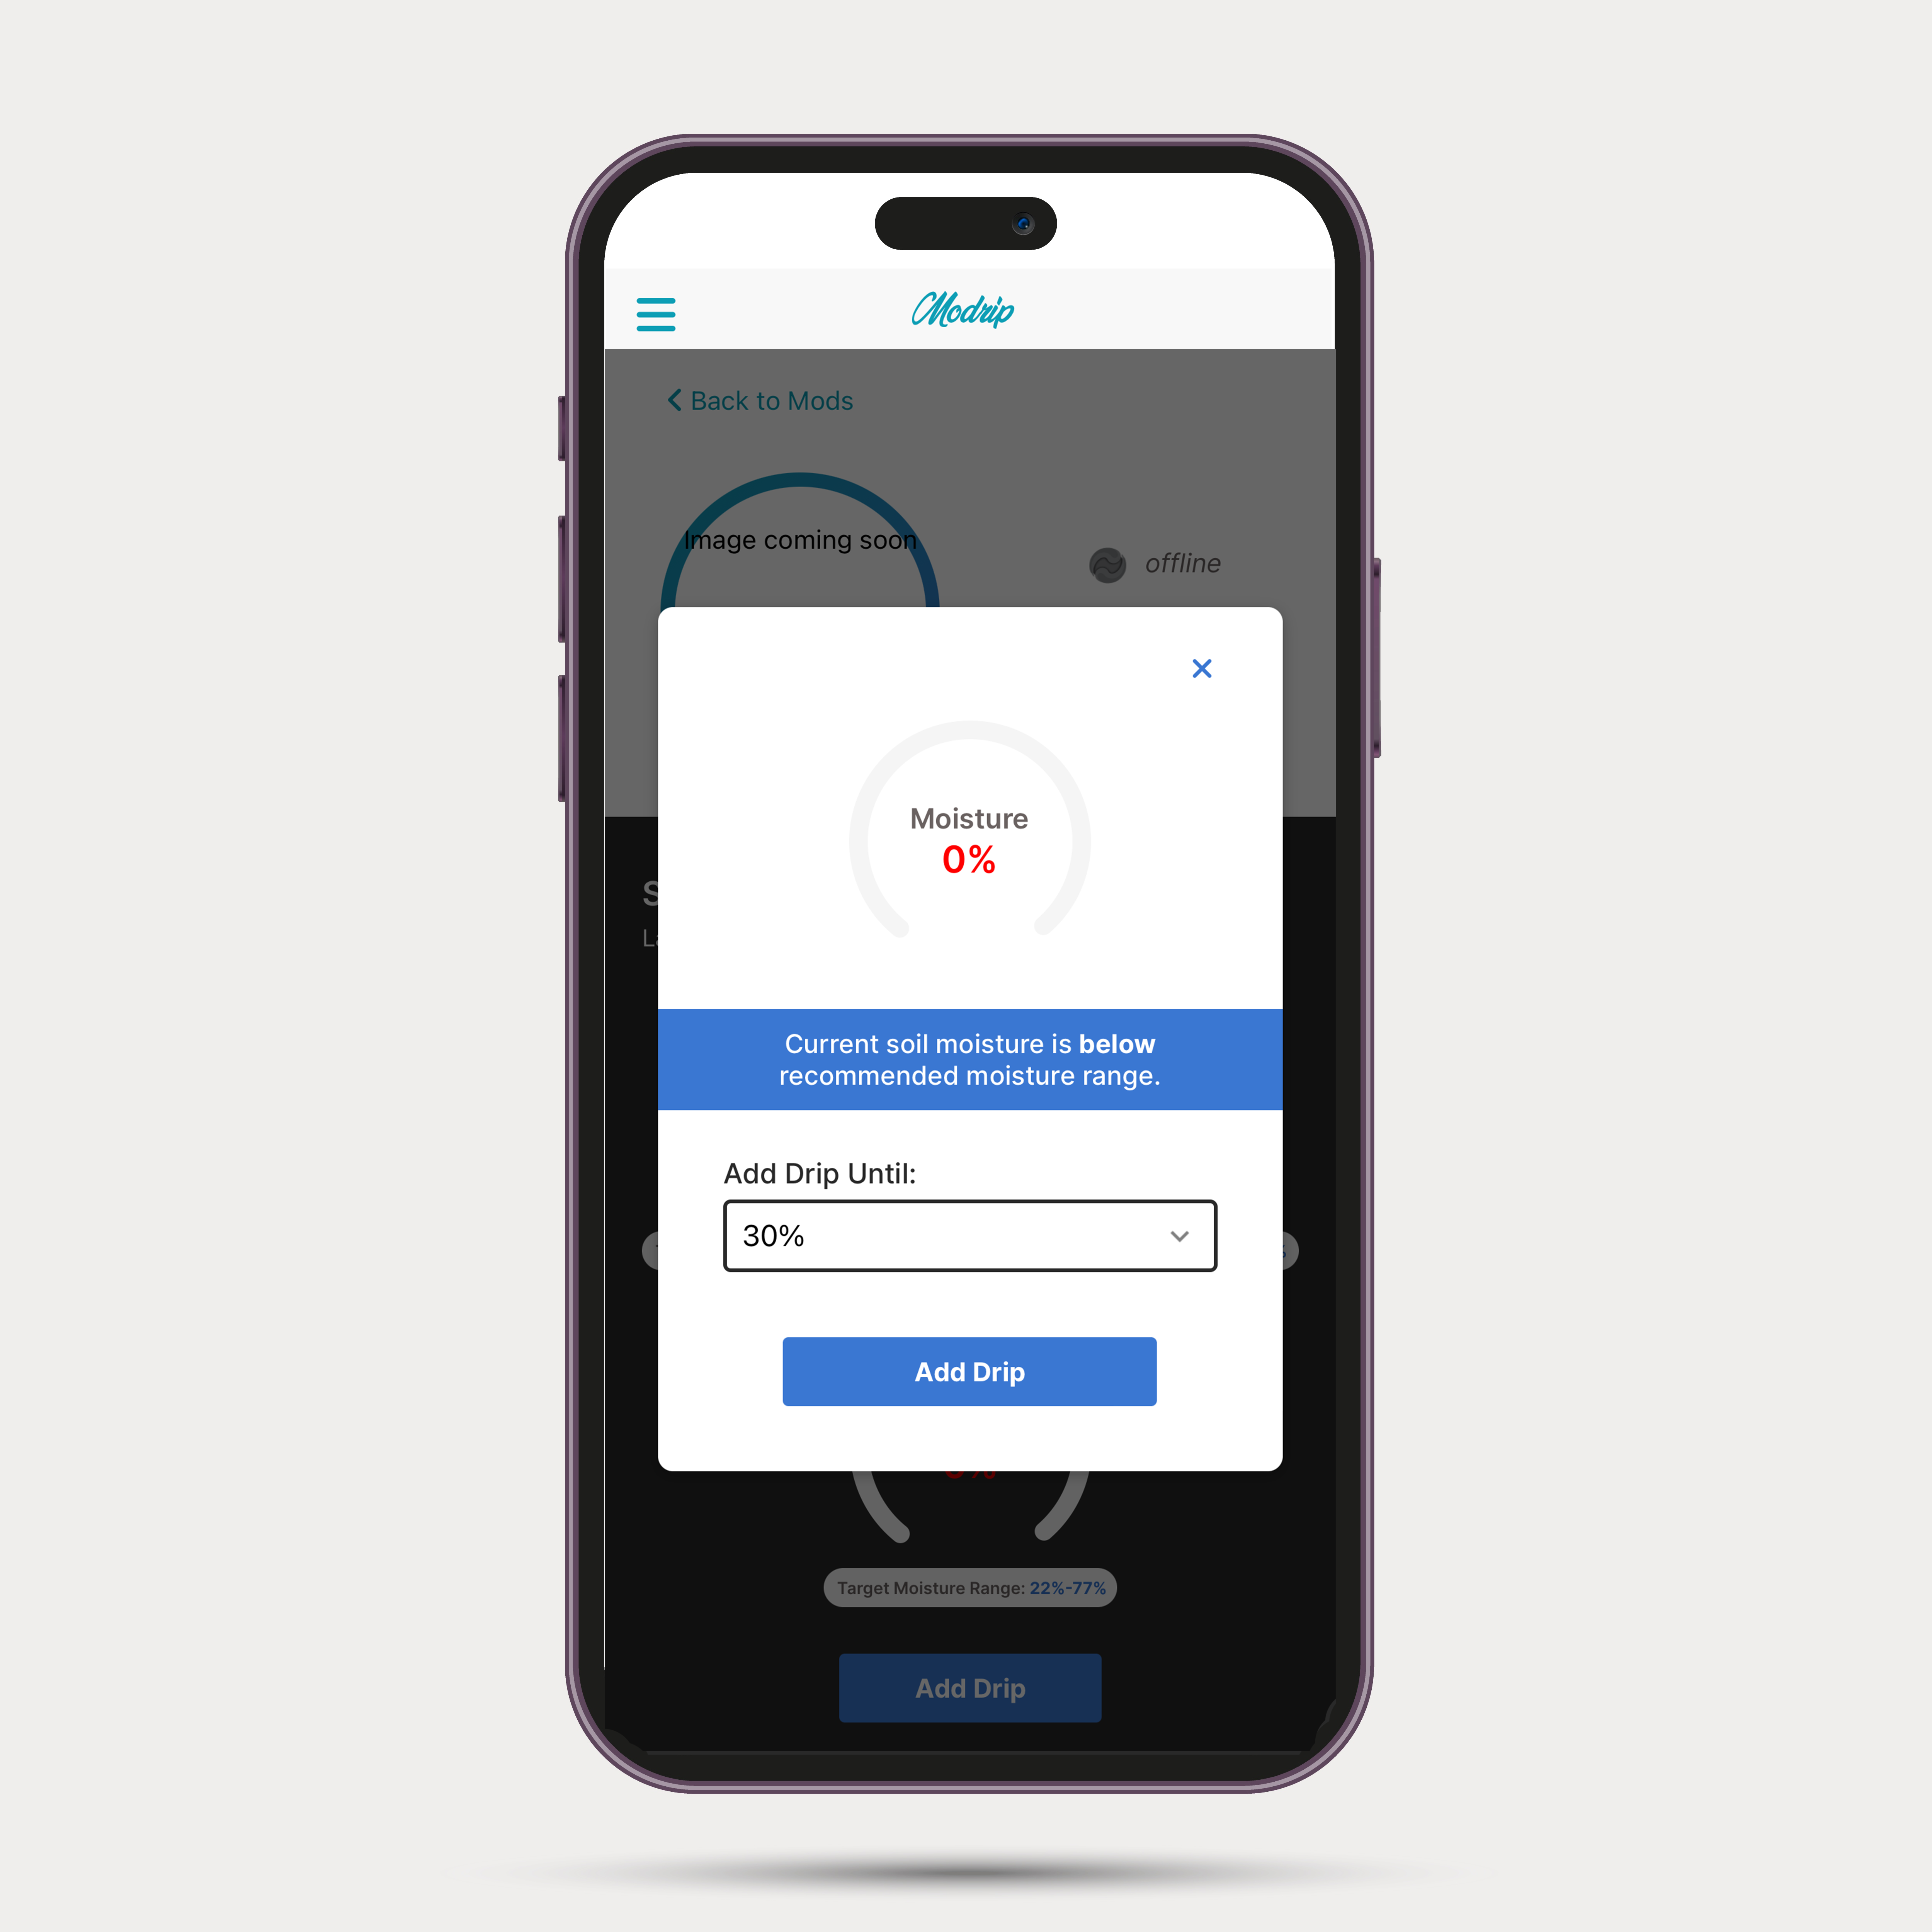 Modrip
Back to Mods
Image coming soon
offline
Moisture
0%
Current soil moisture is below
recommended moisture range.
Add Drip Until:
30%
Add Drip
Target Moisture Range: 22%-77%
Add Drip